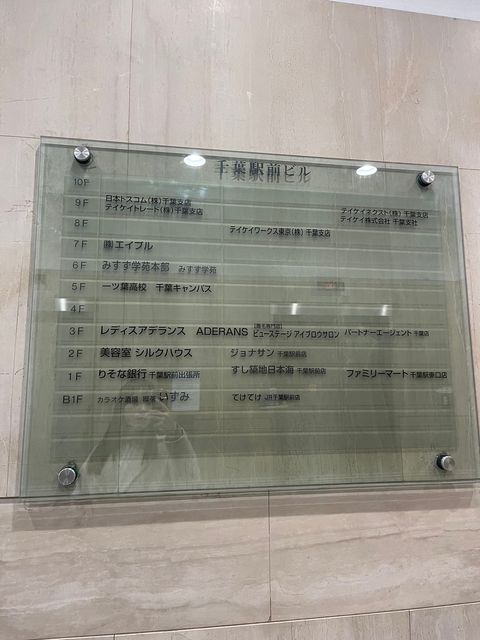 千葉駅前ビル
10F
9F 日本トスコム(株)千葉支店 テイケイネクスト(株) 千葉支店
テイケイトレード(株)千葉支店 テイケイ株式会社 千葉支社
8F テイケイワークス東京(株) 千葉支店
7F ㈱エイブル
6F みすず学苑本部 みすず学苑
5F 一ツ葉高校 千葉キャンパス
4F
3F レディスアデランス ADERANS ビューステージ アイブロウサロン パートナーエージェント 千葉店
2F 美容室 シルクハウス ジョナサン 千葉駅前店
1F りそな銀行 千葉駅前出張所 すし築地日本海 千葉駅前店 ファミリーマート 千葉駅東口店
B1F カラオケ酒場 喫茶 いずみ てけてけ JR千葉駅前店